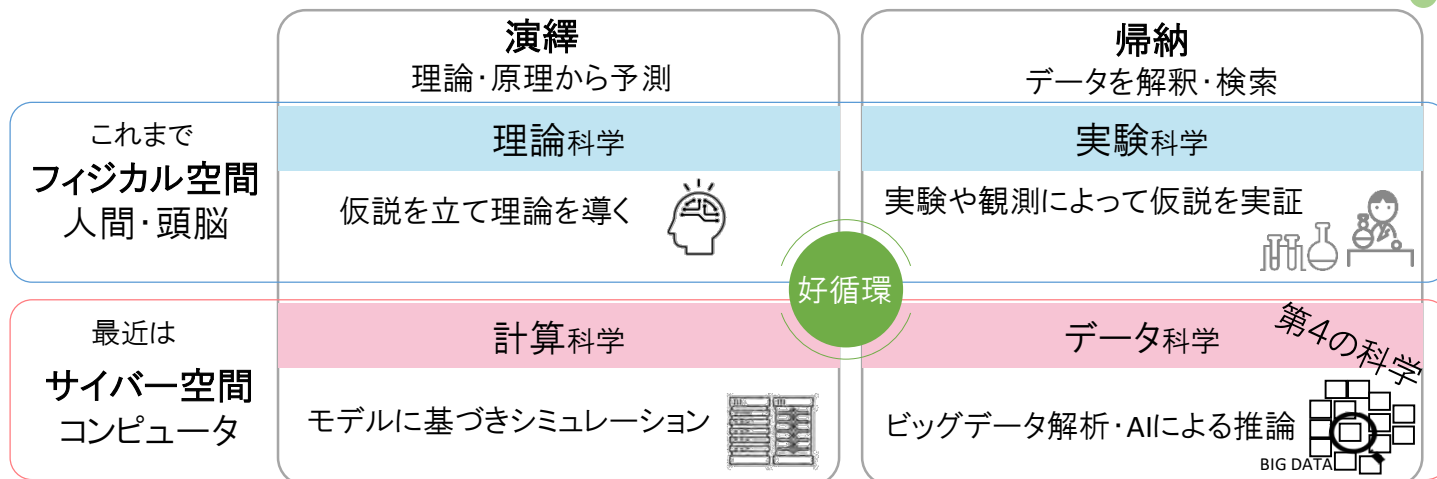 演繹
理論・原理から予測
帰納
データを解釈・検索
これまで
フィジカル空間
人間・頭脳
理論科学
仮説を立て理論を導く
実験科学
実験や観測によって仮説を実証
好循環
最近は
サイバー空間
コンピュータ
計算科学
モデルに基づきシミュレーション
データ科学
第4の科学
ビッグデータ解析・AIによる推論
BIG DATA